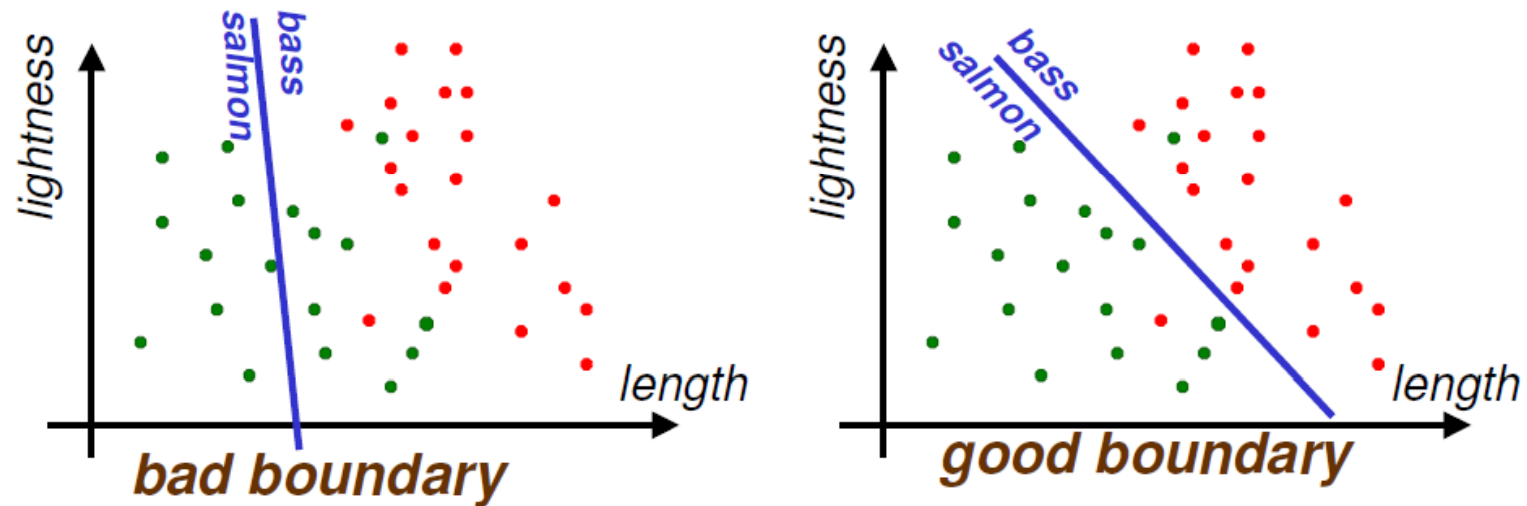 lightness
salmon
bass
length
bad boundary
lightness
salmon
bass
length
good boundary